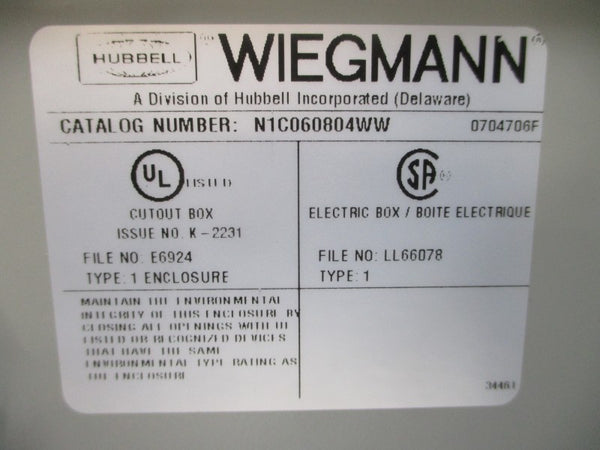 HUBBELL ® WIEGMANN ®
A Division of Hubbell Incorporated (Delaware)
CATALOG NUMBER: N1C060804WW 0704706F
UL LISTED
CUTOUT BOX
ISSUE NO. K-2231
FILE NO: E6924
TYPE: 1 ENCLOSURE
SA ®
ELECTRIC BOX / BOITE ELECTRIQUE
FILE NO: LL66078
TYPE: 1
MAINTAIN THE ENVIRONMENTAL
INTEGRITY OF THIS ENCLOSURE BY
CLOSING ALL OPENINGS WITH UL
LISTED OR RECOGNIZED DEVICES
THAT HAVE THE SAME
ENVIRONMENTAL TYPE RATING AS
THE ENCLOSURE
34461